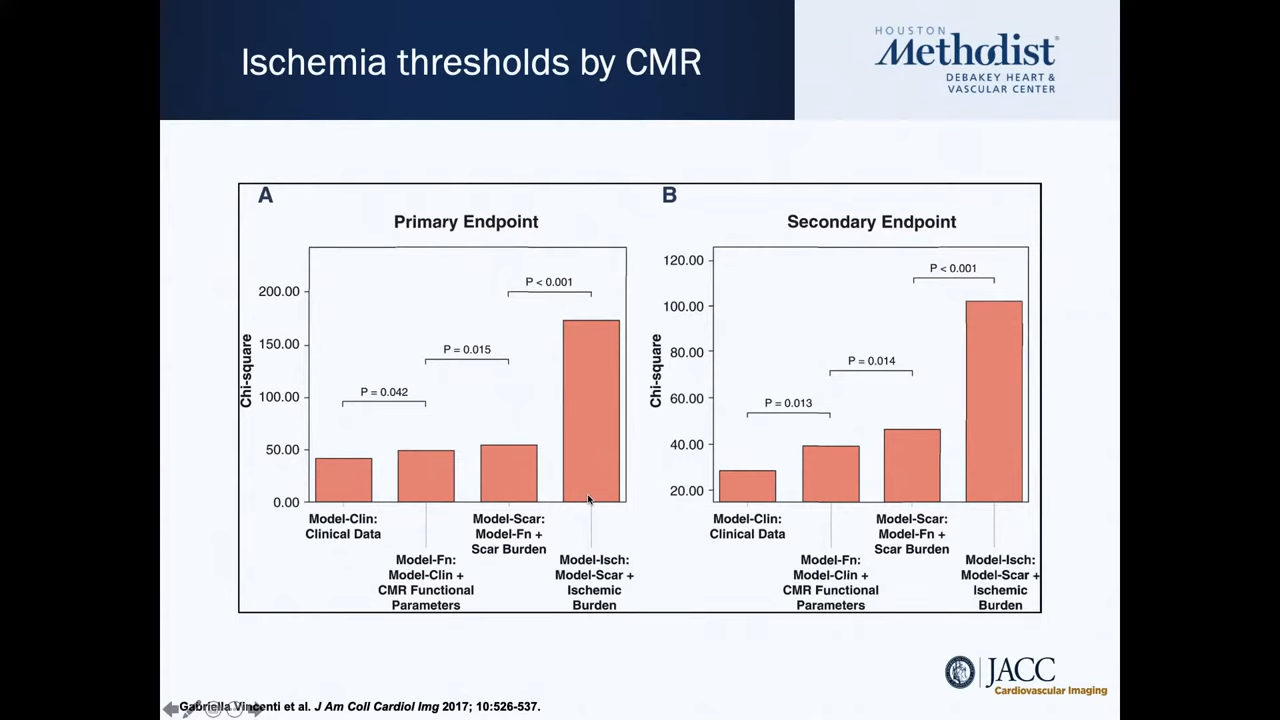 Ischemia thresholds by CMR
HOUSTON
Methodist®
DEBAKEY HEART &
VASCULAR CENTER
A
Primary Endpoint
Chi-square
200.00
150.00
100.00
50.00
0.00
P = 0.042
P = 0.015
P < 0.001
Model-Clin:
Clinical Data
Model-Fn:
Model-Clin +
CMR Functional
Parameters
Model-Scar:
Model-Fn +
Scar Burden
Model-Isch:
Model-Scar +
Ischemic
Burden
B
Secondary Endpoint
Chi-square
120.00
100.00
80.00
60.00
40.00
20.00
P = 0.013
P = 0.014
P < 0.001
Model-Clin:
Clinical Data
Model-Fn:
Model-Clin +
CMR Functional
Parameters
Model-Scar:
Model-Fn +
Scar Burden
Model-Isch:
Model-Scar +
Ischemic
Burden
JACC
Cardiovascular Imaging
Gabriella Vincenti et al. J Am Coll Cardiol Img 2017; 10:526-537.